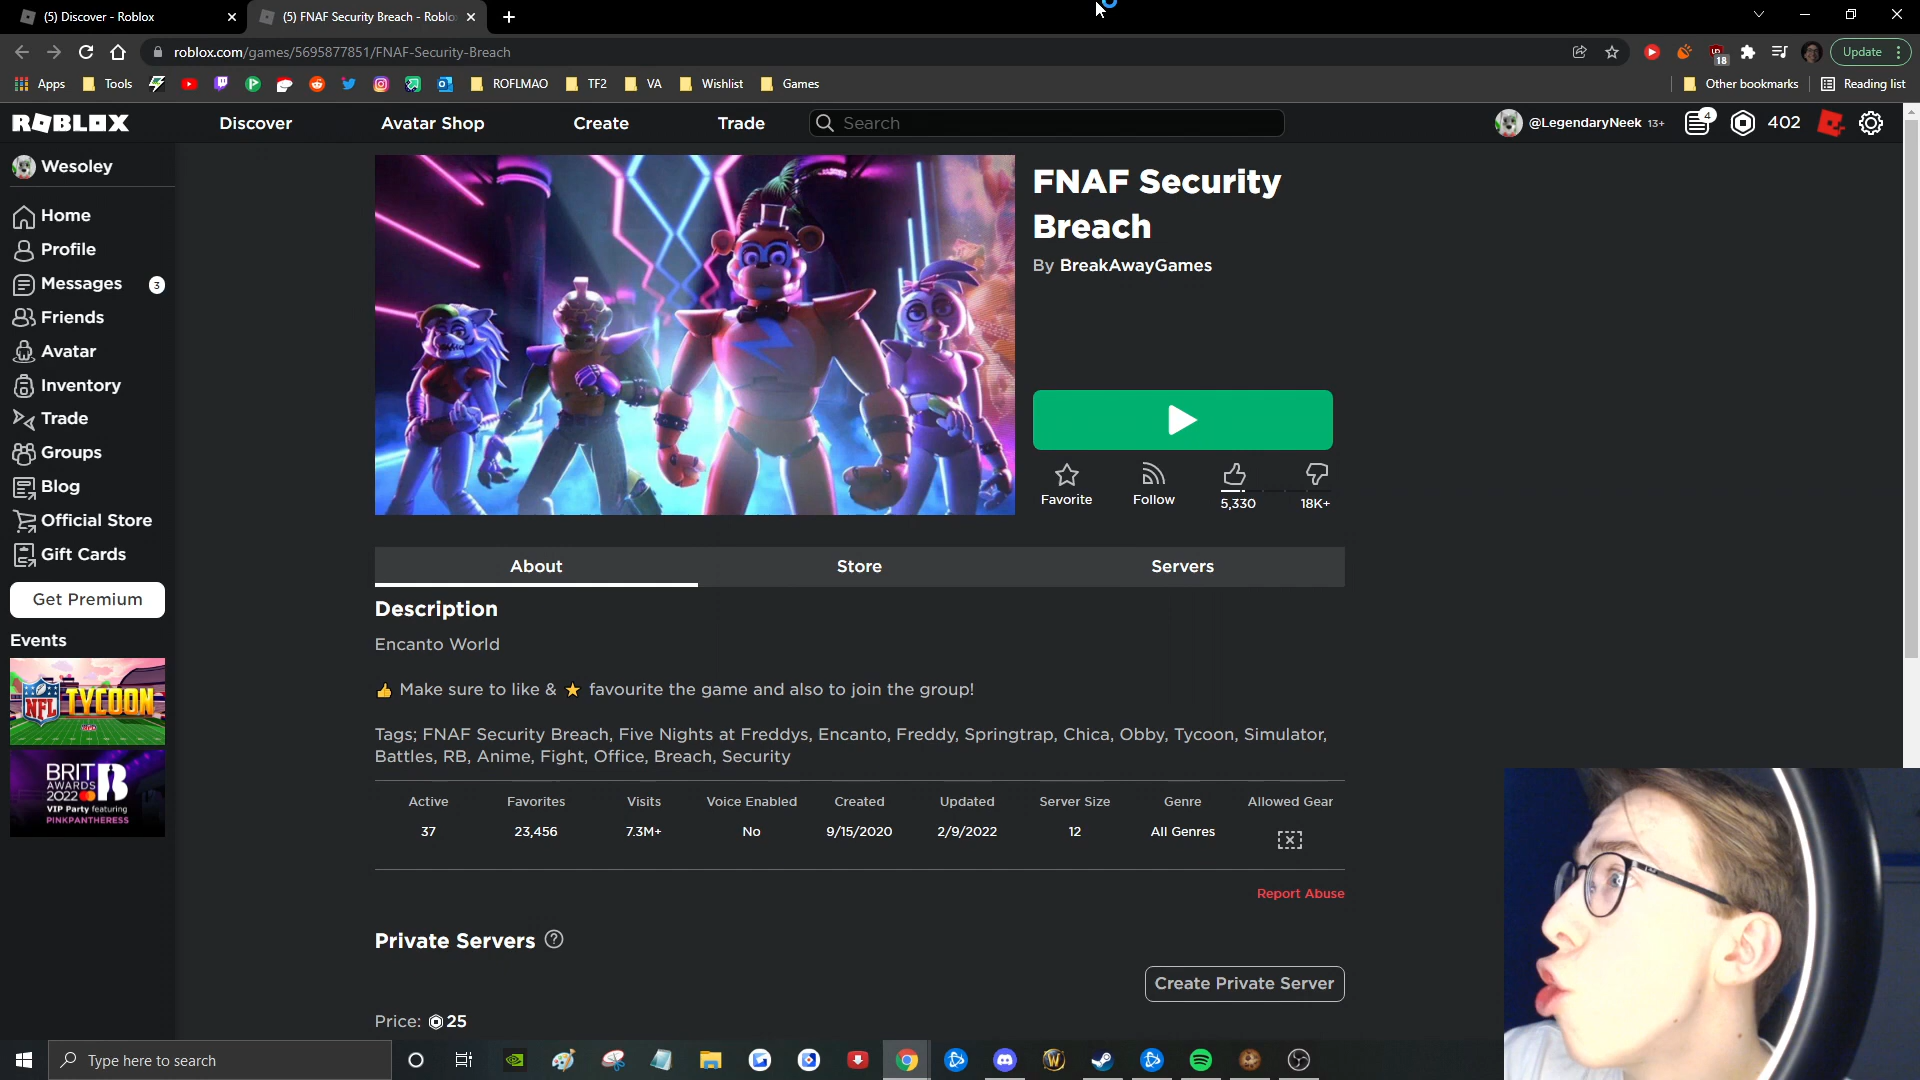 (5) Discover - Roblox
(5) FNAF Security Breach - Roblo
roblox.com/games/5695877851/FNAF-Security-Breach
18
Update
Apps
Tools
ROFLMAO
TF2
VA
Wishlist
Games
Other bookmarks
Reading list
ROBLOX
Discover
Avatar Shop
Create
Trade
Search
@LegendaryNeek 13+
4
402
Wesoley
Home
Profile
Messages 3
Friends
Avatar
Inventory
Trade
Groups
Blog
Official Store
Gift Cards
Get Premium
Events
NFL TYCOON
BRIT
AWARDS
2022
VIP Party featuring
PINKPANTHERESS
FNAF Security
Breach
By BreakAwayGames
Favorite
Follow
5,330
18K+
About
Store
Servers
Description
Encanto World
👍 Make sure to like & ⭐ favourite the game and also to join the group!
Tags; FNAF Security Breach, Five Nights at Freddys, Encanto, Freddy, Springtrap, Chica, Obby, Tycoon, Simulator,
Battles, RB, Anime, Fight, Office, Breach, Security
Active Favorites Visits Voice Enabled Created Updated Server Size Genre Allowed Gear
37 23,456 7.3M+ No 9/15/2020 2/9/2022 12 All Genres
Report Abuse
Private Servers
Create Private Server
Price: 25
Type here to search